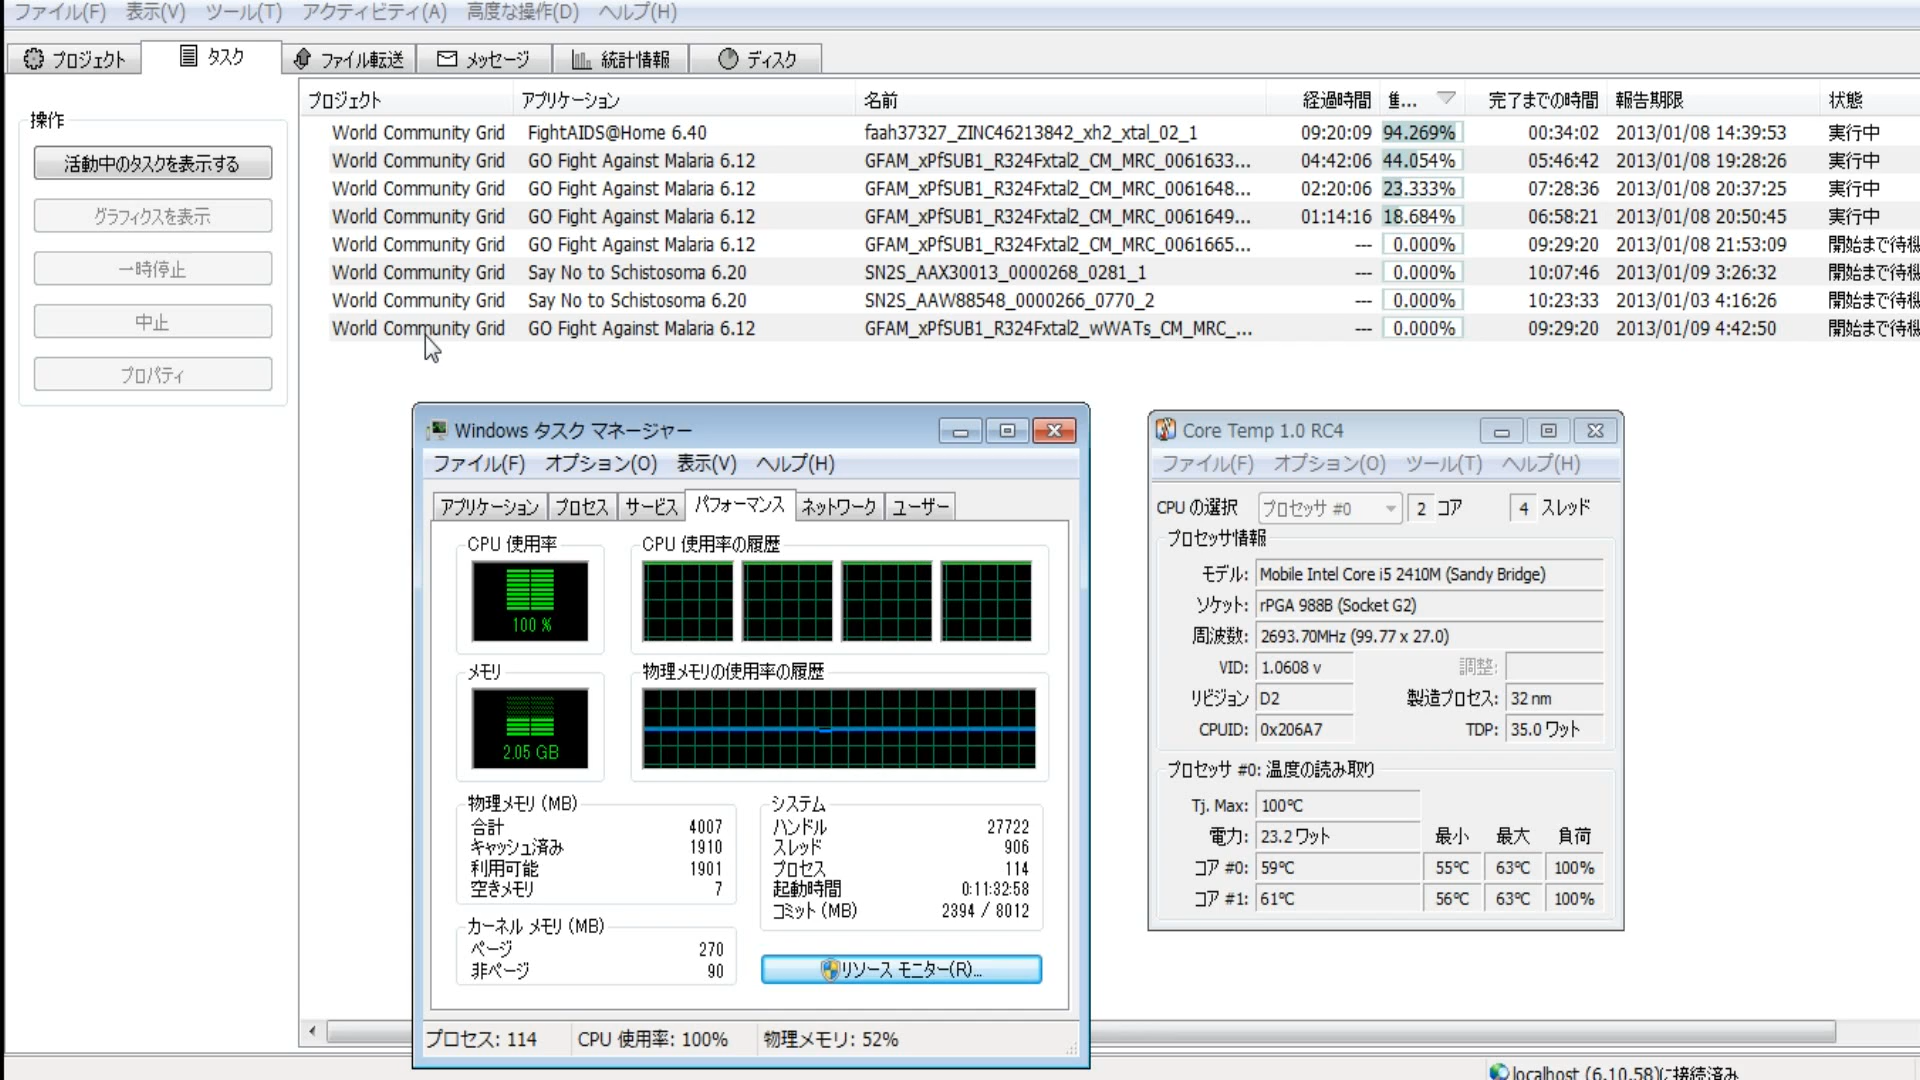 ファイル(F) 表示(V) ツール(T) アクティビティ(A) 高度な操作(D) ヘルプ(H)
プロジェクト タスク ファイル転送 メッセージ 統計情報 ディスク
操作
活動中のタスクを表示する
グラフィクスを表示
一時停止
中止
プロパティ
プロジェクト アプリケーション 名前 経過時間 進... 完了までの時間 報告期限 状態
World Community Grid FightAIDS@Home 6.40 faah37327_ZINC46213842_xh2_xtal_02_1 09:20:09 94.269% 00:34:02 2013/01/08 14:39:53 実行中
World Community Grid GO Fight Against Malaria 6.12 GFAM_xPfSUB1_R324Fxtal2_CM_MRC_0061633... 04:42:06 44.054% 05:46:42 2013/01/08 19:28:26 実行中
World Community Grid GO Fight Against Malaria 6.12 GFAM_xPfSUB1_R324Fxtal2_CM_MRC_0061648... 02:20:06 23.333% 07:28:36 2013/01/08 20:37:25 実行中
World Community Grid GO Fight Against Malaria 6.12 GFAM_xPfSUB1_R324Fxtal2_CM_MRC_0061649... 01:14:16 18.684% 06:58:21 2013/01/08 20:50:45 実行中
World Community Grid GO Fight Against Malaria 6.12 GFAM_xPfSUB1_R324Fxtal2_CM_MRC_0061665... --- 0.000% 09:29:20 2013/01/08 21:53:09 開始まで待機
World Community Grid Say No to Schistosoma 6.20 SN2S_AAX30013_0000268_0281_1 --- 0.000% 10:07:46 2013/01/09 3:26:32 開始まで待機
World Community Grid Say No to Schistosoma 6.20 SN2S_AAW88548_0000266_0770_2 --- 0.000% 10:23:33 2013/01/03 4:16:26 開始まで待機
World Community Grid GO Fight Against Malaria 6.12 GFAM_xPfSUB1_R324Fxtal2_wWATs_CM_MRC_... --- 0.000% 09:29:20 2013/01/09 4:42:50 開始まで待機
Windows タスク マネージャー
ファイル(F) オプション(O) 表示(V) ヘルプ(H)
アプリケーション プロセス サービス パフォーマンス ネットワーク ユーザー
CPU 使用率 CPU 使用率の履歴
100 %
メモリ 物理メモリの使用率の履歴
2.05 GB
物理メモリ (MB)
合計 4007
キャッシュ済み 1910
利用可能 1901
空きメモリ 7
カーネル メモリ (MB)
ページ 270
非ページ 90
システム
ハンドル 27722
スレッド 906
プロセス 114
起動時間 0:11:32:58
コミット (MB) 2394 / 8012
リソース モニター(R)...
プロセス: 114 CPU 使用率: 100% 物理メモリ: 52%
Core Temp 1.0 RC4
ファイル(F) オプション(O) ツール(T) ヘルプ(H)
CPU の選択 プロセッサ #0 2 コア 4 スレッド
プロセッサ情報
モデル: Mobile Intel Core i5 2410M (Sandy Bridge)
ソケット: rPGA 988B (Socket G2)
周波数: 2693.70MHz (99.77 x 27.0)
VID: 1.0608 v 調整:
リビジョン D2 製造プロセス: 32 nm
CPUID: 0x206A7 TDP: 35.0 ワット
プロセッサ #0: 温度の読み取り
Tj. Max: 100℃
電力: 23.2 ワット 最小 最大 負荷
コア #0: 59℃ 55℃ 63℃ 100%
コア #1: 61℃ 56℃ 63℃ 100%
localhost (6.10.58)に接続済み